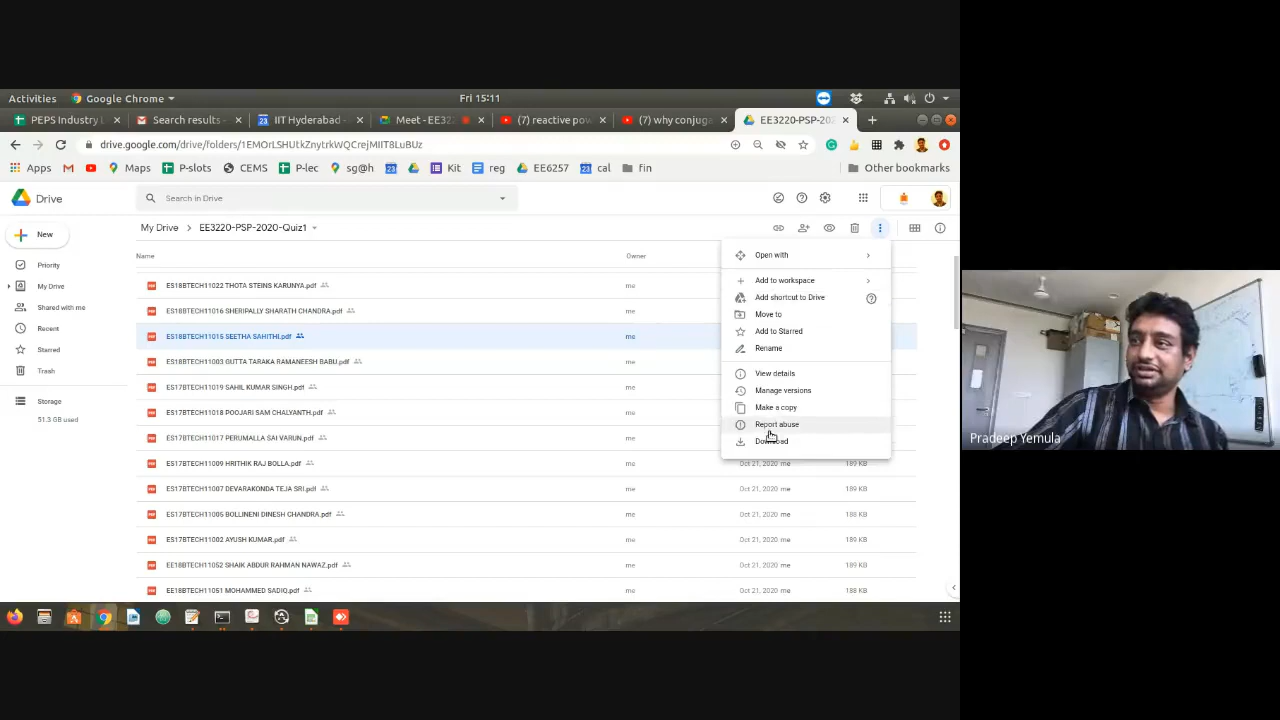 Activities Google Chrome Fri 15:11
PEPS Industry L Search results - IIT Hyderabad - Meet - EE32 (7) reactive pow (7) why conjuga EE3220-PSP-202
drive.google.com/drive/folders/1EMOrLSHUtkZnytrkWQCrejMIIT8LuBUz
Apps Maps P-slots CEMS P-lec sg@h Kit reg EE6257 cal fin Other bookmarks
Drive Search in Drive
New My Drive EE3220-PSP-2020-Quiz1
Name Owner
Open with
Priority
My Drive
Shared with me
Recent
Starred
Trash
Storage
51.3 GB used
ES18BTECH11022 THOTA STEINS KARUNYA.pdf me
ES18BTECH11016 SHERIPALLY SHARATH CHANDRA.pdf me
ES18BTECH11015 SEETHA SAHITHI.pdf me
ES18BTECH11003 GUTTA TARAKA RAMANEESH BABU.pdf me
ES17BTECH11019 SAHIL KUMAR SINGH.pdf me
ES17BTECH11018 POOJARI SAM CHALYANTH.pdf me
ES17BTECH11017 PERUMALLA SAI VARUN.pdf me
ES17BTECH11009 HRITHIK RAJ BOLLA.pdf me Oct 21, 2020 me 189 KB
ES17BTECH11007 DEVARAKONDA TEJA SRI.pdf me Oct 21, 2020 me 189 KB
ES17BTECH11005 BOLLINENI DINESH CHANDRA.pdf me Oct 21, 2020 me 188 KB
ES17BTECH11002 AYUSH KUMAR.pdf me Oct 21, 2020 me 189 KB
EE18BTECH11052 SHAIK ABDUR RAHMAN NAWAZ.pdf me Oct 21, 2020 me 188 KB
EE18BTECH11051 MOHAMMED SADIQ.pdf me Oct 21, 2020 me 188 KB
Add to workspace
Add shortcut to Drive
Move to
Add to Starred
Rename
View details
Manage versions
Make a copy
Report abuse
Download
Pradeep Yemula